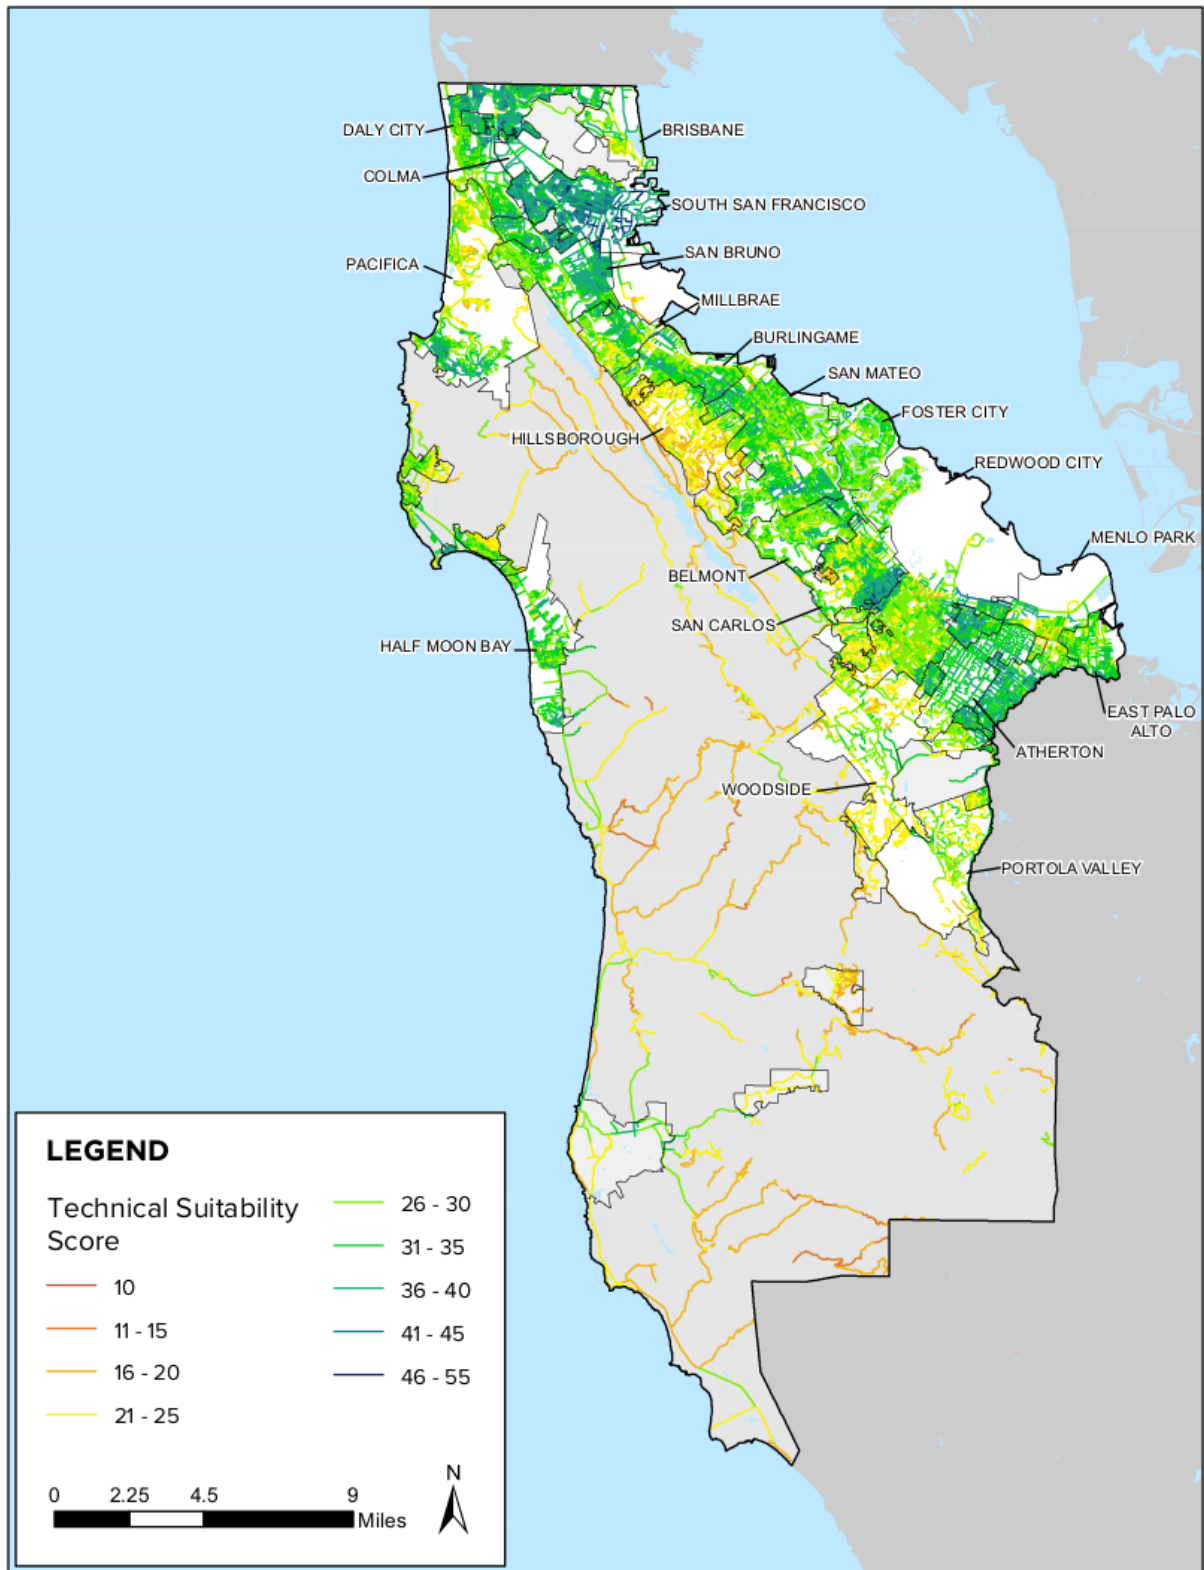 DALY CITY
BRISBANE
COLMA
SOUTH SAN FRANCISCO
SAN BRUNO
PACIFICA
MILLBRAE
BURLINGAME
SAN MATEO
FOSTER CITY
HILLSBOROUGH
REDWOOD CITY
MENLO PARK
BELMONT
SAN CARLOS
HALF MOON BAY
EAST PALO
ALTO
ATHERTON
WOODSIDE
PORTOLA VALLEY
LEGEND
Technical Suitability
Score
10
11 - 15
16 - 20
21 - 25
26 - 30
31 - 35
36 - 40
41 - 45
46 - 55
0 2.25 4.5 9
Miles
N